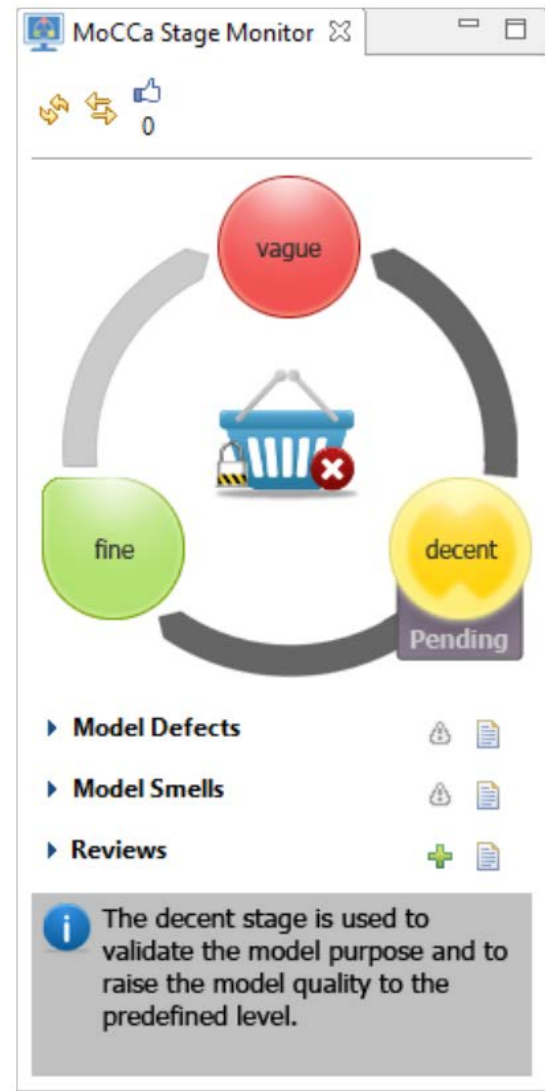 MoCCa Stage Monitor
0
vague
fine
decent
Pending
Model Defects
Model Smells
Reviews
The decent stage is used to
validate the model purpose and to
raise the model quality to the
predefined level.